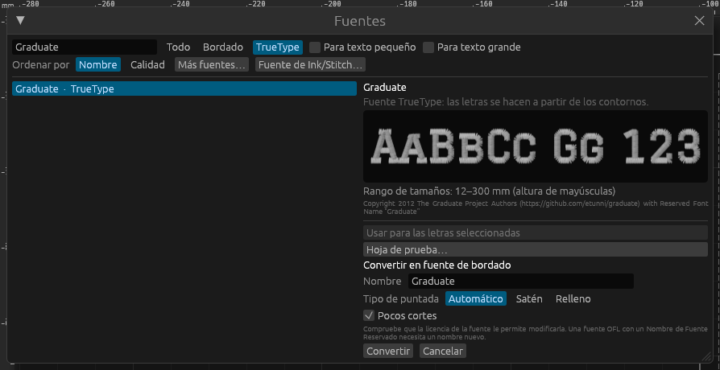 mm -280 -260 -240 -220 -200 -180 -160 -140 -120 -100
Fuentes
Graduate Todo Bordado TrueType Para texto pequeño Para texto grande
Ordenar por Nombre Calidad Más fuentes... Fuente de Ink/Stitch...
Graduate · TrueType
Graduate
Fuente TrueType: las letras se hacen a partir de los contornos.
AaBbCc Gg 123
Rango de tamaños: 12–300 mm (altura de mayúsculas)
Copyright 2012 The Graduate Project Authors (https://github.com/etunni/graduate) with Reserved Font
Name "Graduate"
Usar para las letras seleccionadas
Hoja de prueba...
Convertir en fuente de bordado
Nombre Graduate
Tipo de puntada Automático Satén Relleno
Pocos cortes
Compruebe que la licencia de la fuente le permite modificarla. Una fuente OFL con un Nombre de Fuente
Reservado necesita un nombre nuevo.
Convertir Cancelar